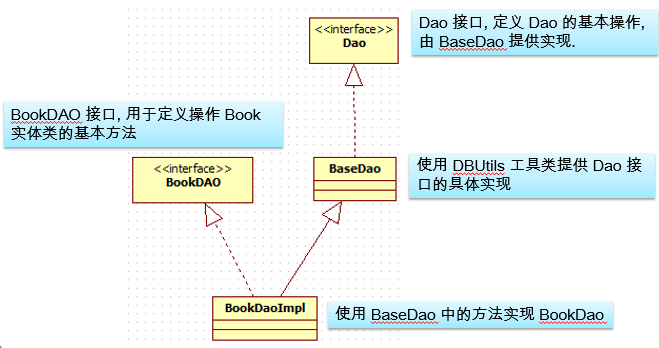 <<interface>>
Dao
Dao 接口, 定义 Dao 的基本操作,
由 BaseDao 提供实现.
BookDAO 接口, 用于定义操作 Book
实体类的基本方法
<<interface>>
BookDAO
BaseDao
使用 DBUtils 工具类提供 Dao 接
口的具体实现
BookDaoImpl
使用 BaseDao 中的方法实现 BookDao